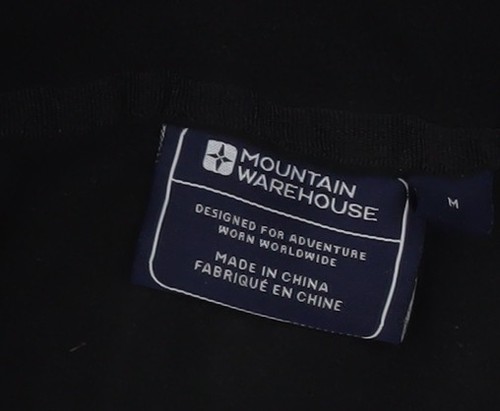 MOUNTAIN
WAREHOUSE
M
DESIGNED FOR ADVENTURE
WORN WORLDWIDE
MADE IN CHINA
FABRIQUÉ EN CHINE